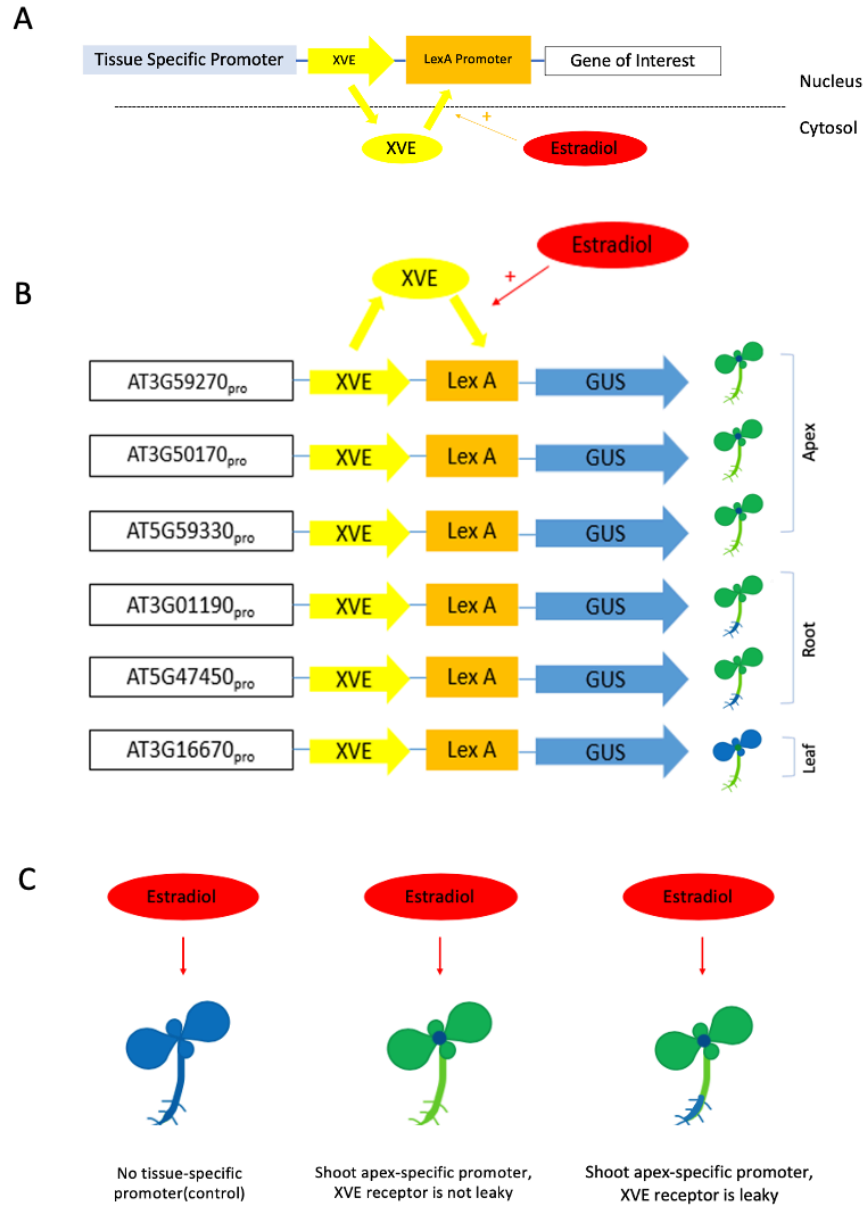 A
Tissue Specific Promoter XVE LexA Promoter Gene of Interest
Nucleus
Cytosol
XVE + Estradiol
B
XVE + Estradiol
AT3G59270pro XVE Lex A GUS
AT3G50170pro XVE Lex A GUS
AT5G59330pro XVE Lex A GUS
Apex
AT3G01190pro XVE Lex A GUS
AT5G47450pro XVE Lex A GUS
Root
AT3G16670pro XVE Lex A GUS
Leaf
C
Estradiol Estradiol Estradiol
No tissue-specific
promoter(control)
Shoot apex-specific promoter,
XVE receptor is not leaky
Shoot apex-specific promoter,
XVE receptor is leaky